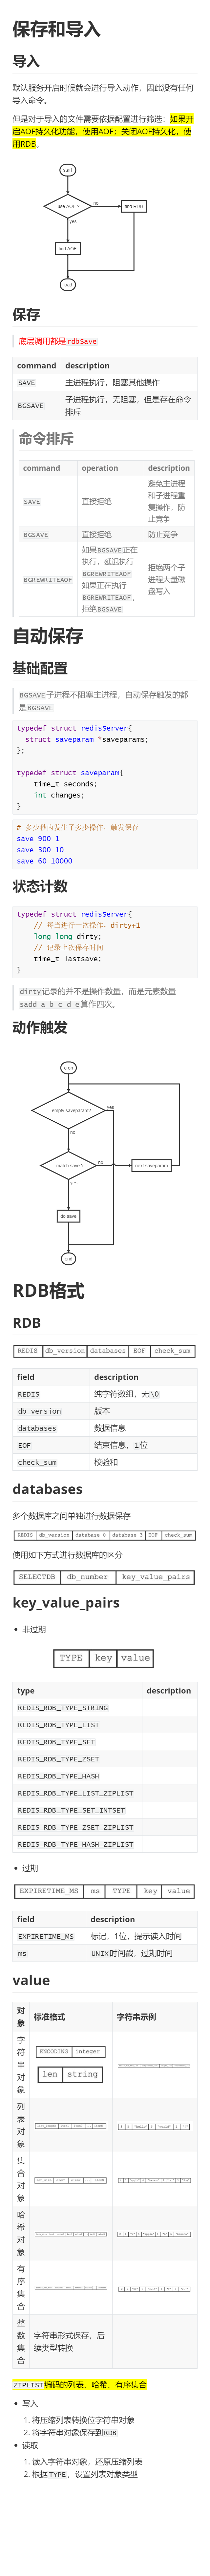 保存和导入
导入
默认服务开启时候就会进行导入动作，因此没有任何
导入命令。
但是对于导入的文件需要依据配置进行筛选：如果开
启AOF持久化功能，使用AOF；关闭AOF持久化，使
用RDB。
start
use AOF ?
no
find RDB
yes
find AOF
load
保存
底层调用都是rdbSave
command description
SAVE 主进程执行，阻塞其他操作
BGSAVE 子进程执行，无阻塞，但是存在命令
排斥
命令排斥
command operation description
SAVE 直接拒绝 避免主进程
和子进程重
复操作，防
止竞争
BGSAVE 直接拒绝 防止竞争
BGREWRITEAOF 如果BGSAVE正在
执行，延迟执行
BGREWRITEAOF
如果正在执行
BGREWRITEAOF，
拒绝BGSAVE
拒绝两个子
进程大量磁
盘写入
自动保存
基础配置
BGSAVE子进程不阻塞主进程，自动保存触发的都
是BGSAVE
typedef struct redisServer{
struct saveparam *saveparams;
};
typedef struct saveparam{
time_t seconds;
int changes;
}
# 多少秒内发生了多少操作，触发保存
save 900 1
save 300 10
save 60 10000
状态计数
typedef struct redisServer{
// 每当进行一次操作，dirty+1
long long dirty;
// 记录上次保存时间
time_t lastsave;
}
dirty记录的并不是操作数量，而是元素数量
sadd a b c d e算作四次。
动作触发
cron
empty saveparam?
yes
no
match save ?
no
next saveparam
yes
do save
end
RDB格式
RDB
REDIS db_version databases EOF check_sum
field description
REDIS 纯字符数组，无\0
db_version 版本
databases 数据信息
EOF 结束信息，1位
check_sum 校验和
databases
多个数据库之间单独进行数据保存
REDIS db_version database 0 database 3 EOF check_sum
使用如下方式进行数据库的区分
SELECTDB db_number key_value_pairs
key_value_pairs
非过期
TYPE key value
type description
REDIS_RDB_TYPE_STRING
REDIS_RDB_TYPE_LIST
REDIS_RDB_TYPE_SET
REDIS_RDB_TYPE_ZSET
REDIS_RDB_TYPE_HASH
REDIS_RDB_TYPE_LIST_ZIPLIST
REDIS_RDB_TYPE_SET_INTSET
REDIS_RDB_TYPE_ZSET_ZIPLIST
REDIS_RDB_TYPE_HASH_ZIPLIST
过期
EXPIRETIME_MS ms TYPE key value
field description
EXPIRETIME_MS 标记，1位，提示读入时间
ms UNIX时间戳，过期时间
value
对象 标准格式 字符串示例
字符串对象
ENCODING integer
len string
列表对象
集合对象
哈希对象
有序集合
整数集合 字符串形式保存，后
续类型转换
ZIPLIST编码的列表、哈希、有序集合
写入
1. 将压缩列表转换位字符串对象
2. 将字符串对象保存到RDB
读取
1. 读入字符串对象，还原压缩列表
2. 根据TYPE，设置列表对象类型